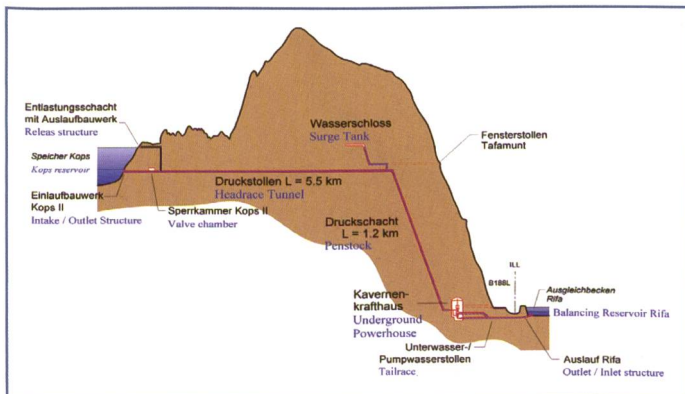 Entlastungsschacht
mit Auslaufbauwerk
Releas structure
Speicher Kops
Kops reservoir
Einlaufbauwerk
Kops II
Intake / Outlet Structure
Sperrkammer Kops II
Valve chamber
Wasserschloss
Surge Tank
Fensterstollen
Tafamunt
Druckstollen L = 5.5 km
Headrace Tunnel
Druckschacht
L = 1.2 km
Penstock
Kavernen-
krafthaus
Underground
Powerhouse
ILL
B188L
Ausgleichbecken
Rifa
Balancing Reservoir Rifa
Unterwasser-/
Pumpwasserstollen
Tailrace
Auslauf Rifa
Outlet / Inlet structure